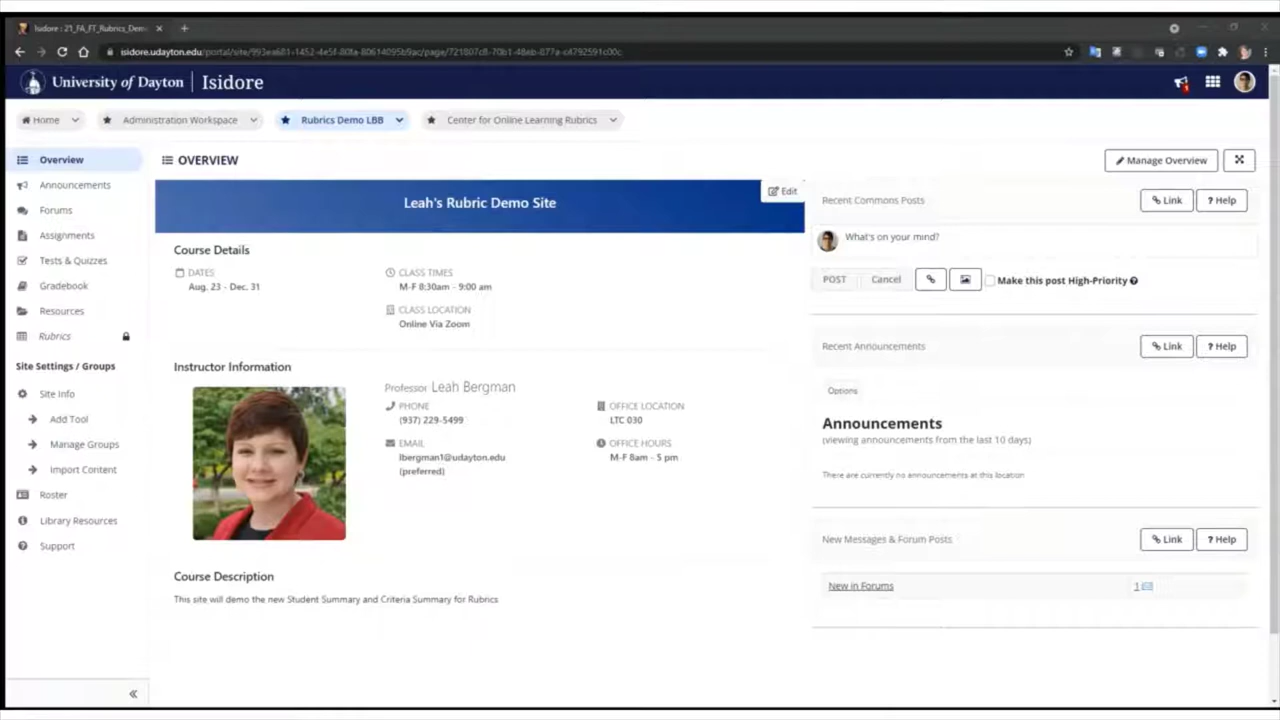 Isidore : 21_FA_FT_Rubrics_Dem
University of Dayton | Isidore
Home
Administration Workspace
Rubrics Demo LBB
Center for Online Learning Rubrics
Overview
Announcements
Forums
Assignments
Tests & Quizzes
Gradebook
Resources
Rubrics
Site Settings / Groups
Site Info
Add Tool
Manage Groups
Import Content
Roster
Library Resources
Support
OVERVIEW
Manage Overview
Leah's Rubric Demo Site
Edit
Course Details
DATES
Aug. 23 - Dec. 31
CLASS TIMES
M-F 8:30am - 9:00 am
CLASS LOCATION
Online Via Zoom
Instructor Information
Professor Leah Bergman
PHONE
(937) 229-5499
EMAIL
lbergman1@udayton.edu
(preferred)
OFFICE LOCATION
LTC 030
OFFICE HOURS
M-F 8am - 5 pm
Course Description
This site will demo the new Student Summary and Criteria Summary for Rubrics
Recent Commons Posts
Link
? Help
What's on your mind?
POST
Cancel
Make this post High-Priority
Recent Announcements
Link
? Help
Options
Announcements
(viewing announcements from the last 10 days)
There are currently no announcements at this location
New Messages & Forum Posts
Link
? Help
New in Forums
1